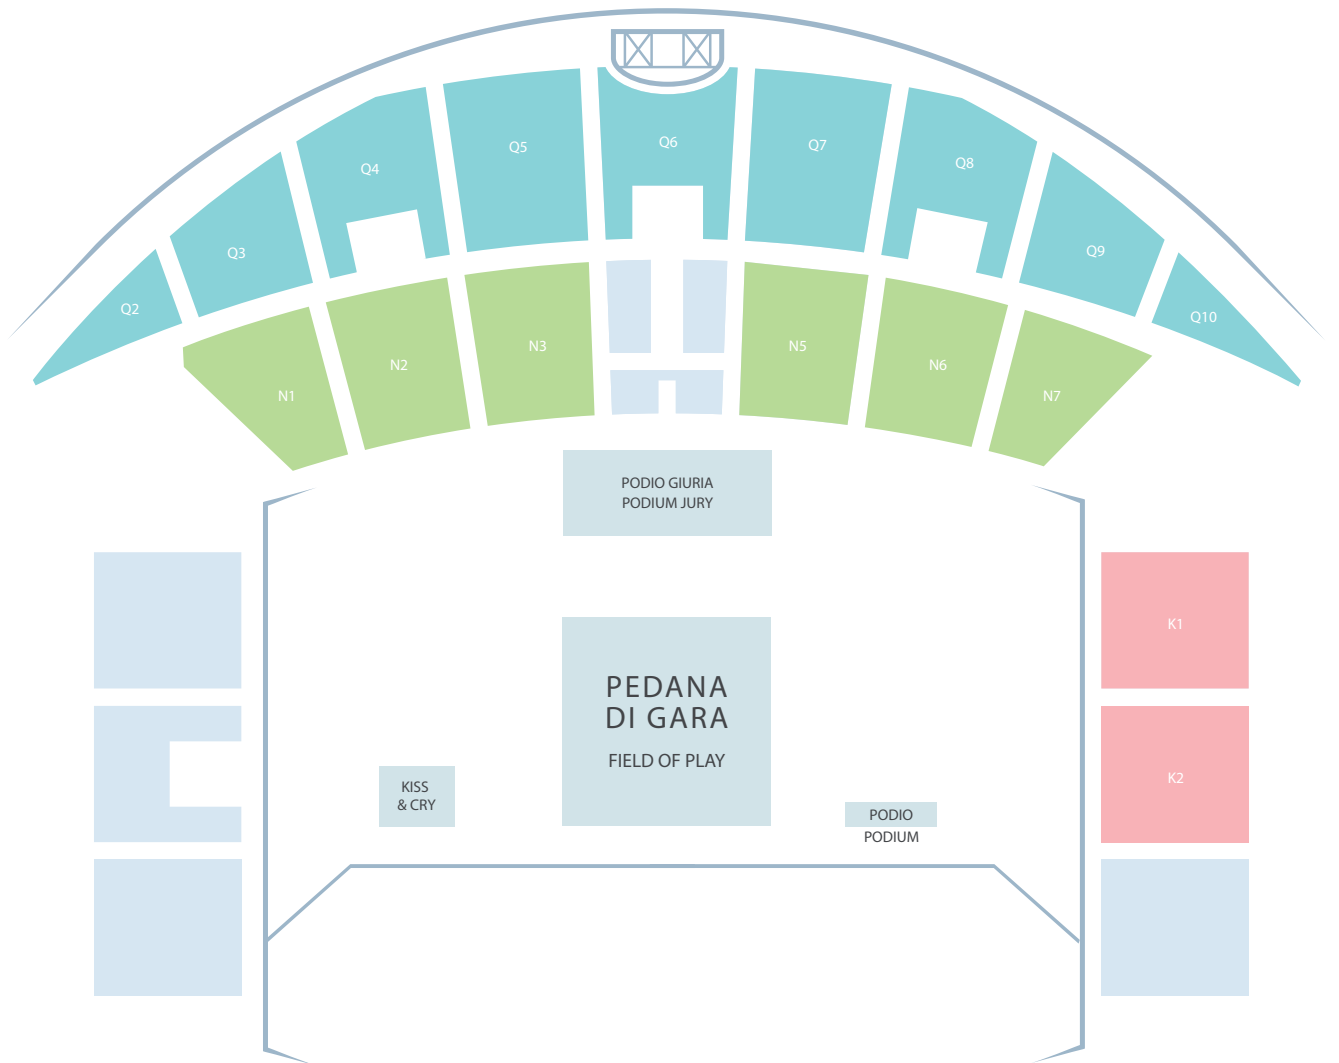 Q2
Q3
Q4
Q5
Q6
Q7
Q8
Q9
Q10
N1
N2
N3
N5
N6
N7
PODIO GIURIA
PODIUM JURY
K1
K2
PEDANA
DI GARA
FIELD OF PLAY
KISS
& CRY
PODIO
PODIUM